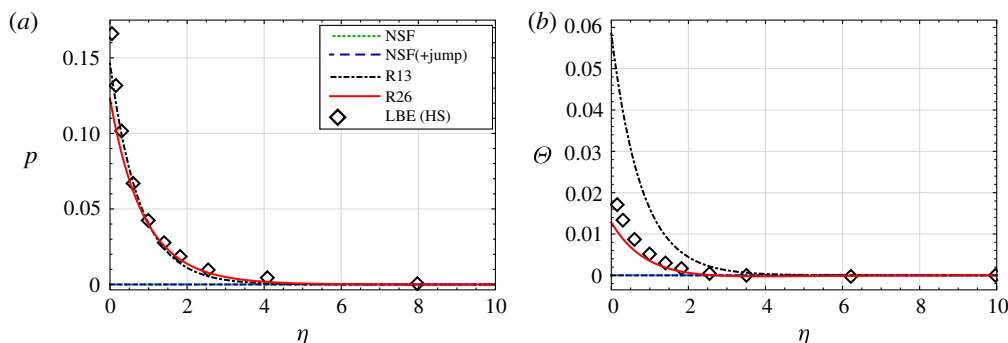 (a)
0.15
0.10
p
0.05
0
0 2 4 6 8 10
η
NSF
NSF(+jump)
R13
R26
LBE (HS)
(b)
0.06
0.05
0.04
Θ
0.03
0.02
0.01
0
0 2 4 6 8 10
η